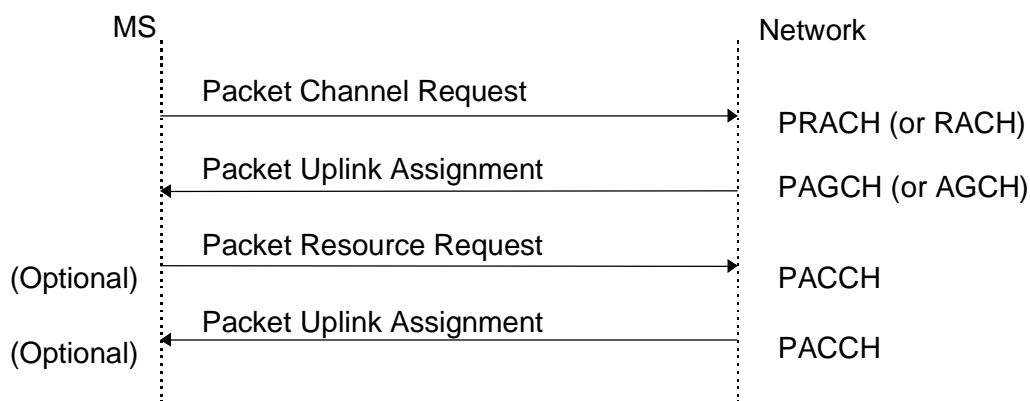 MS
Network
Packet Channel Request
PRACH (or RACH)
Packet Uplink Assignment
PAGCH (or AGCH)
Packet Resource Request
(Optional)
PACCH
Packet Uplink Assignment
(Optional)
PACCH